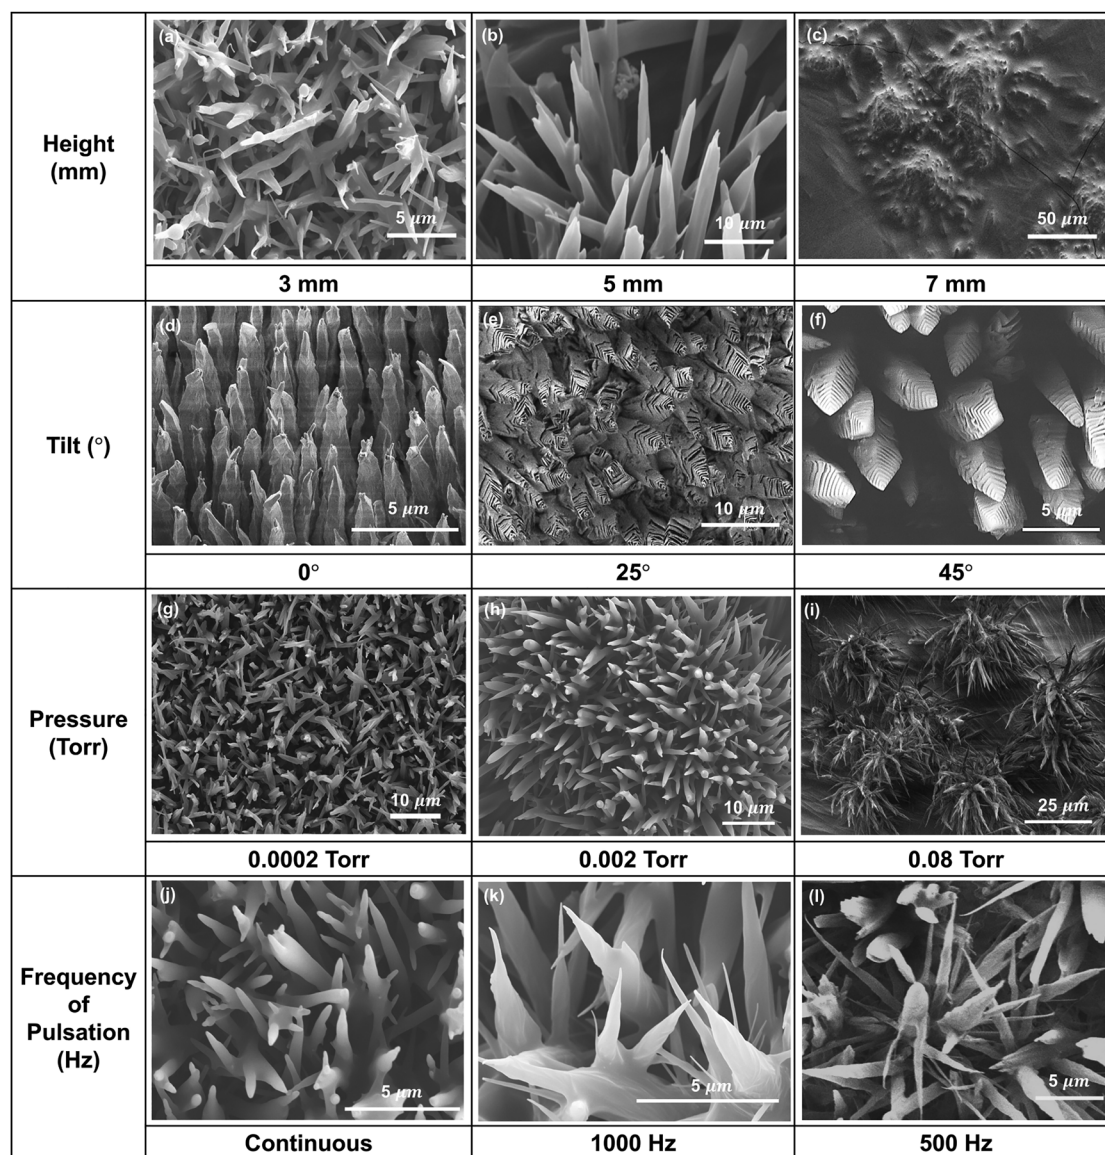 Height
(mm)
(a)
5 μm
(b)
10 μm
(c)
50 μm
3 mm
5 mm
7 mm
Tilt (°)
(d)
5 μm
(e)
10 μm
(f)
5 μm
0°
25°
45°
Pressure
(Torr)
(g)
10 μm
(h)
10 μm
(i)
25 μm
0.0002 Torr
0.002 Torr
0.08 Torr
Frequency
of
Pulsation
(Hz)
(j)
5 μm
(k)
5 μm
(l)
5 μm
Continuous
1000 Hz
500 Hz